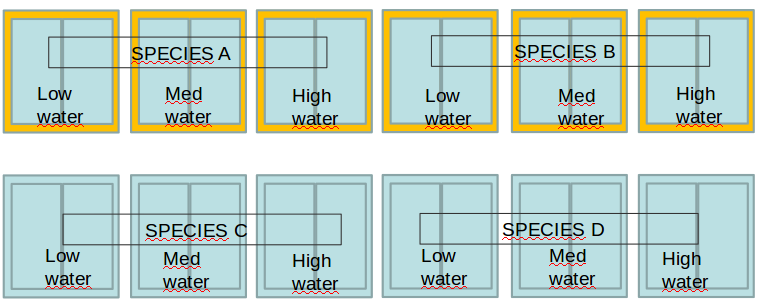 SPECIES A
Low
water
Med
water
High
water
SPECIES B
Low
water
Med
water
High
water
SPECIES C
Low
water
Med
water
High
water
SPECIES D
Low
water
Med
water
High
water